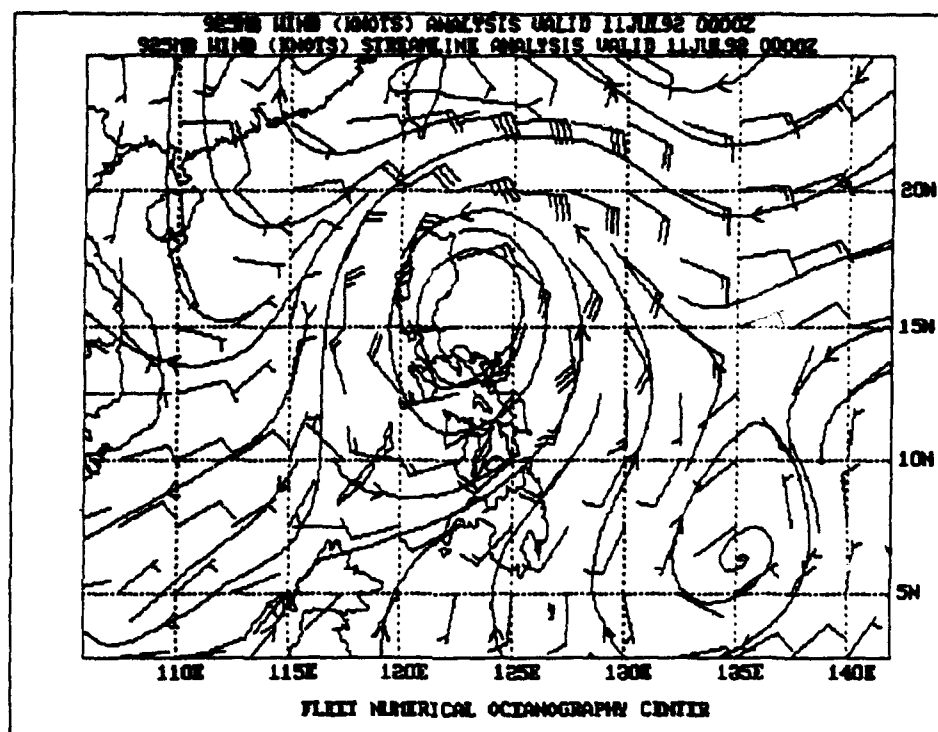 925MB WIND (KNOTS) ANALYSIS VALID 11JUL92 0000Z
925MB WIND (KNOTS) STREAMLINE ANALYSIS VALID 11JUL92 0000Z
20N
15N
10N
5N
110E 115E 120E 125E 130E 135E 140E
FLEET NUMERICAL OCEANOGRAPHY CENTER